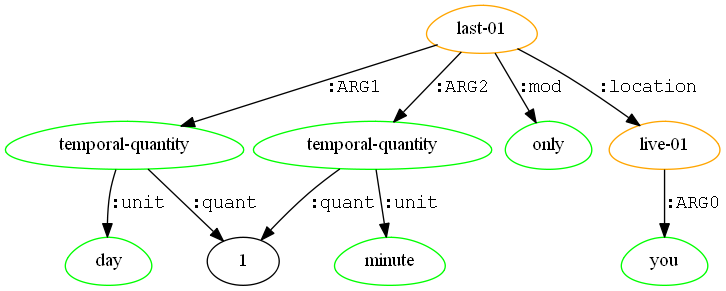 last-01
:ARG1 :ARG2 :mod :location
temporal-quantity temporal-quantity only live-01
:unit :quant :quant :unit :ARG0
day 1 minute you